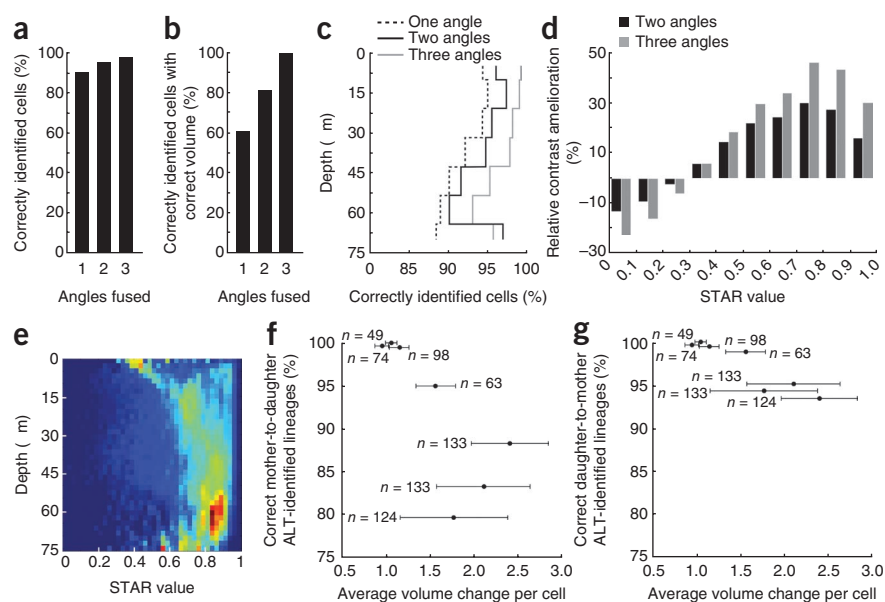 a
Correctly identified cells (%)
100
80
60
40
20
0
1 2 3
Angles fused
b
Correctly identified cells with
correct volume (%)
100
80
60
40
20
0
1 2 3
Angles fused
c
One angle
Two angles
Three angles
Depth ( m)
0
15
30
45
60
75
0 85 90 95 100
Correctly identified cells (%)
d
Two angles
Three angles
Relative contrast amelioration
(%)
50
30
10
−10
−30
0 0.1 0.2 0.3 0.4 0.5 0.6 0.7 0.8 0.9 1.0
STAR value
e
Depth ( m)
0
15
30
45
60
75
0 0.2 0.4 0.6 0.8 1
STAR value
f
Correct mother-to-daughter
ALT-identified lineages (%)
100
95
90
85
80
75
n = 49
n = 74
n = 98
n = 63
n = 133
n = 133
n = 124
0.5 1.0 1.5 2.0 2.5 3.0
Average volume change per cell
g
Correct daughter-to-mother
ALT-identified lineages (%)
100
95
90
85
80
75
n = 49
n = 74
n = 98
n = 63
n = 133
n = 133
n = 124
0.5 1.0 1.5 2.0 2.5 3.0
Average volume change per cell